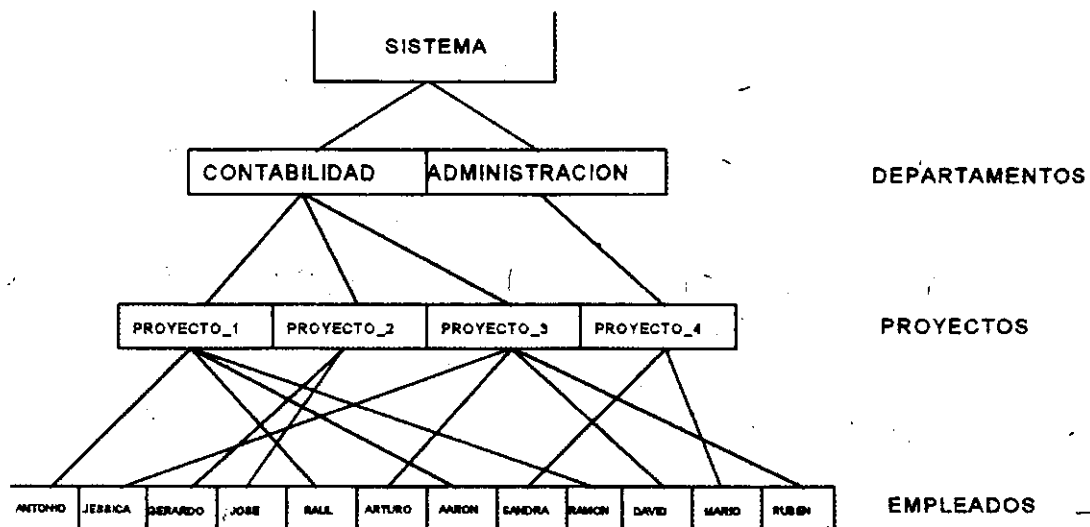 SISTEMA
CONTABILIDAD ADMINISTRACION DEPARTAMENTOS
PROYECTO_1 PROYECTO_2 PROYECTO_3 PROYECTO_4 PROYECTOS
ANTONIO JESSICA GERARDO JOSE RAUL ARTURO AARON SANDRA RAMON DAVID MARIO RUBEN EMPLEADOS